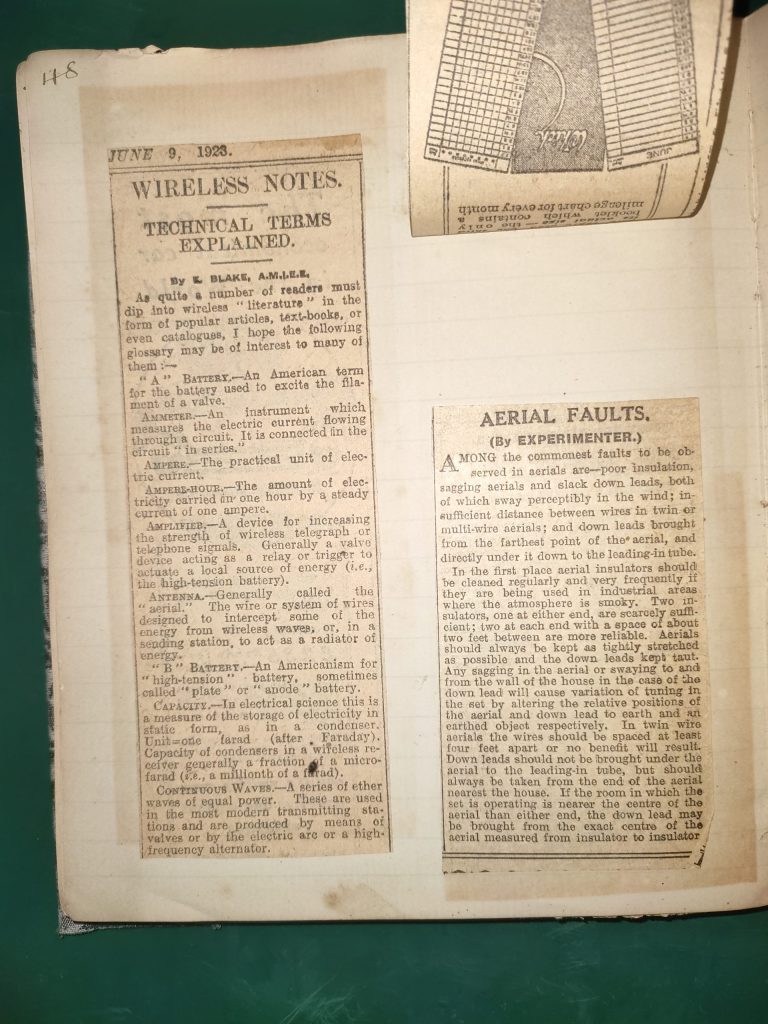 48
JUNE 9, 1923.
WIRELESS NOTES.
TECHNICAL TERMS
EXPLAINED.
By E. BLAKE, A.M.I.E.E.
As quite a number of readers must
dip into wireless "literature" in the
form of popular articles, text-books, or
even catalogues, I hope the following
glossary may be of interest to many of
them:—
"A" BATTERY.—An American term
for the battery used to excite the fila-
ment of a valve.
AMMETER.—An instrument which
measures the electric current flowing
through a circuit. It is connected in the
circuit "in series."
AMPERE.—The practical unit of elec-
tric current.
AMPERE-HOUR.—The amount of elec-
tricity carried in one hour by a steady
current of one ampere.
AMPLIFIER.—A device for increasing
the strength of wireless telegraph or
telephone signals. Generally a valve
device acting as a relay or trigger to
actuate a local source of energy (i.e.,
the high-tension battery).
ANTENNA.—Generally called the
"aerial." The wire or system of wires
designed to intercept some of the
energy from wireless waves, or, in a
sending station, to act as a radiator of
energy.
"B" BATTERY.—An Americanism for
"high-tension" battery, sometimes
called "plate" or "anode" battery.
CAPACITY.—In electrical science this is
a measure of the storage of electricity in
static form, as in a condenser.
Unit=one farad (after Faraday).
Capacity of condensers in a wireless re-
ceiver generally a fraction of a micro-
farad (i.e., a millionth of a farad).
CONTINUOUS WAVES.—A series of ether
waves of equal power. These are used
in the most modern transmitting sta-
tions and are produced by means of
valves or by the electric arc or a high-
frequency alternator.
Which
JUNE
the only
booklet which contains a
mileage chart for every month
AERIAL FAULTS.
(By EXPERIMENTER.)
AMONG the commonest faults to be ob-
served in aerials are—poor insulation,
sagging aerials and slack down leads, both
of which sway perceptibly in the wind; in-
sufficient distance between wires in twin or
multi-wire aerials; and down leads brought
from the farthest point of the aerial, and
directly under it down to the leading-in tube.
In the first place aerial insulators should
be cleaned regularly and very frequently if
they are being used in industrial areas
where the atmosphere is smoky. Two in-
sulators, one at either end, are scarcely suffi-
cient; two at each end with a space of about
two feet between are more reliable. Aerials
should always be kept as tightly stretched
as possible and the down leads kept taut.
Any sagging in the aerial or swaying to and
from the wall of the house in the case of the
down lead will cause variation of tuning in
the set by altering the relative positions of
the aerial and down lead to earth and an
earthed object respectively. In twin wire
aerials the wires should be spaced at least
four feet apart or no benefit will result.
Down leads should not be brought under the
aerial to the leading-in tube, but should
always be taken from the end of the aerial
nearest the house. If the room in which the
set is operating is nearer the centre of the
aerial than either end, the down lead may
be brought from the exact centre of the
aerial measured from insulator to insulator